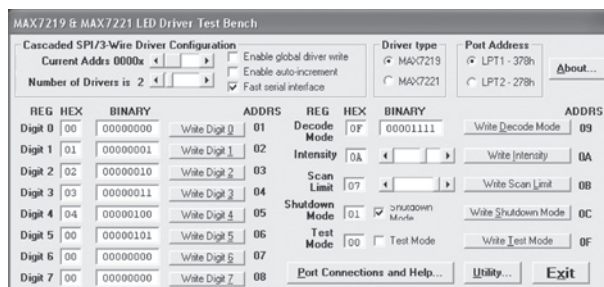 MAX7219 & MAX7221 LED Driver Test Bench
Cascaded SPI/3-Wire Driver Configuration
Current Addrs 0000x
Number of Drivers is 2
Enable global driver write
Enable auto-increment
Fast serial interface
Driver type
MAX7219
MAX7221
Port Address
LPT1 - 378h
LPT2 - 278h
About...
REG HEX BINARY ADDRS
Digit 0 00 00000000 Write Digit 0 01
Digit 1 01 00000001 Write Digit 1 02
Digit 2 02 00000010 Write Digit 2 03
Digit 3 03 00000011 Write Digit 3 04
Digit 4 04 00000100 Write Digit 4 05
Digit 5 00 00000101 Write Digit 5 06
Digit 6 00 00000000 Write Digit 6 07
Digit 7 00 00000000 Write Digit 7 08
REG HEX BINARY ADDRS
Decode Mode 0F 00001111 Write Decode Mode 09
Intensity 0A Write Intensity 0A
Scan Limit 07 Write Scan Limit 0B
Shutdown Mode 01 Shutdown Mode Write Shutdown Mode 0C
Test Mode 00 Test Mode Write Test Mode 0F
Port Connections and Help... Utility... Exit